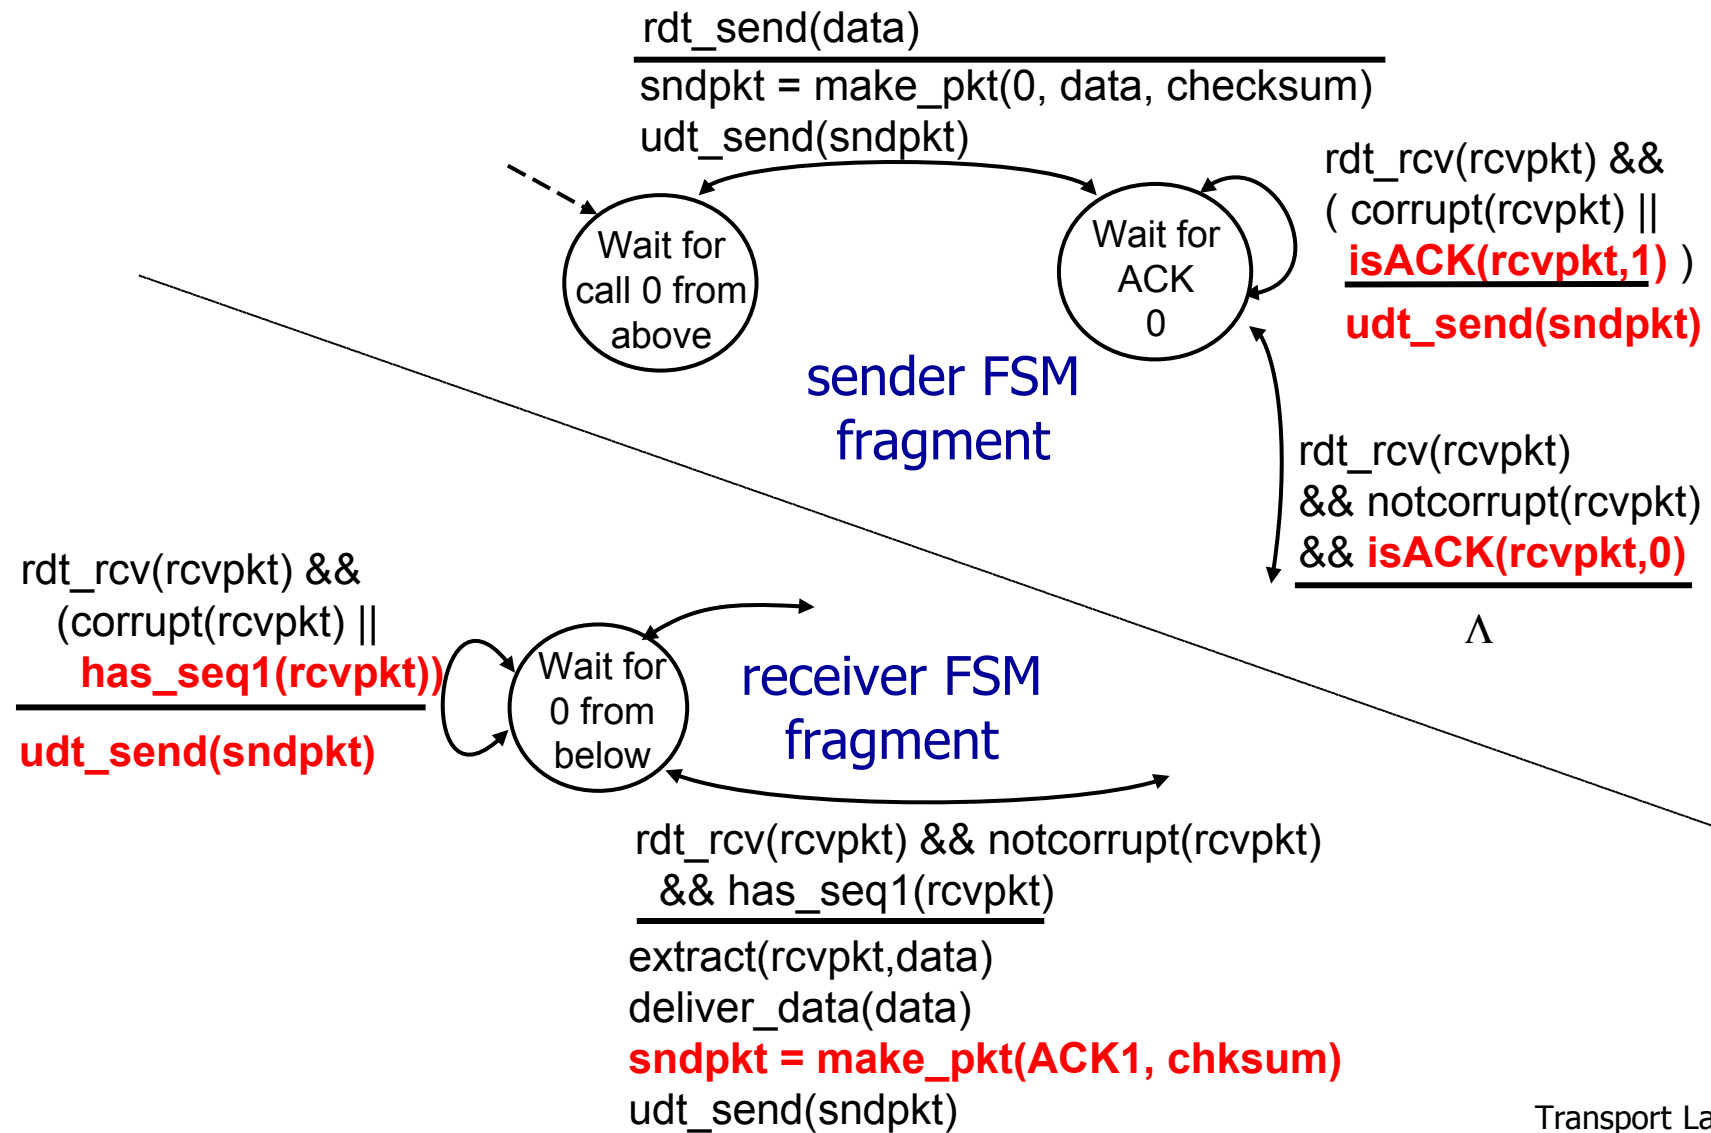 rdt_send(data)
sndpkt = make_pkt(0, data, checksum)
udt_send(sndpkt)
Wait for
call 0 from
above
Wait for
ACK
0
rdt_rcv(rcvpkt) &&
( corrupt(rcvpkt) ||
isACK(rcvpkt,1) )
udt_send(sndpkt)
sender FSM
fragment
rdt_rcv(rcvpkt)
&& notcorrupt(rcvpkt)
&& isACK(rcvpkt,0)
Λ
rdt_rcv(rcvpkt) &&
(corrupt(rcvpkt) ||
has_seq1(rcvpkt))
udt_send(sndpkt)
Wait for
0 from
below
receiver FSM
fragment
rdt_rcv(rcvpkt) && notcorrupt(rcvpkt)
&& has_seq1(rcvpkt)
extract(rcvpkt,data)
deliver_data(data)
sndpkt = make_pkt(ACK1, chksum)
udt_send(sndpkt)
Transport La